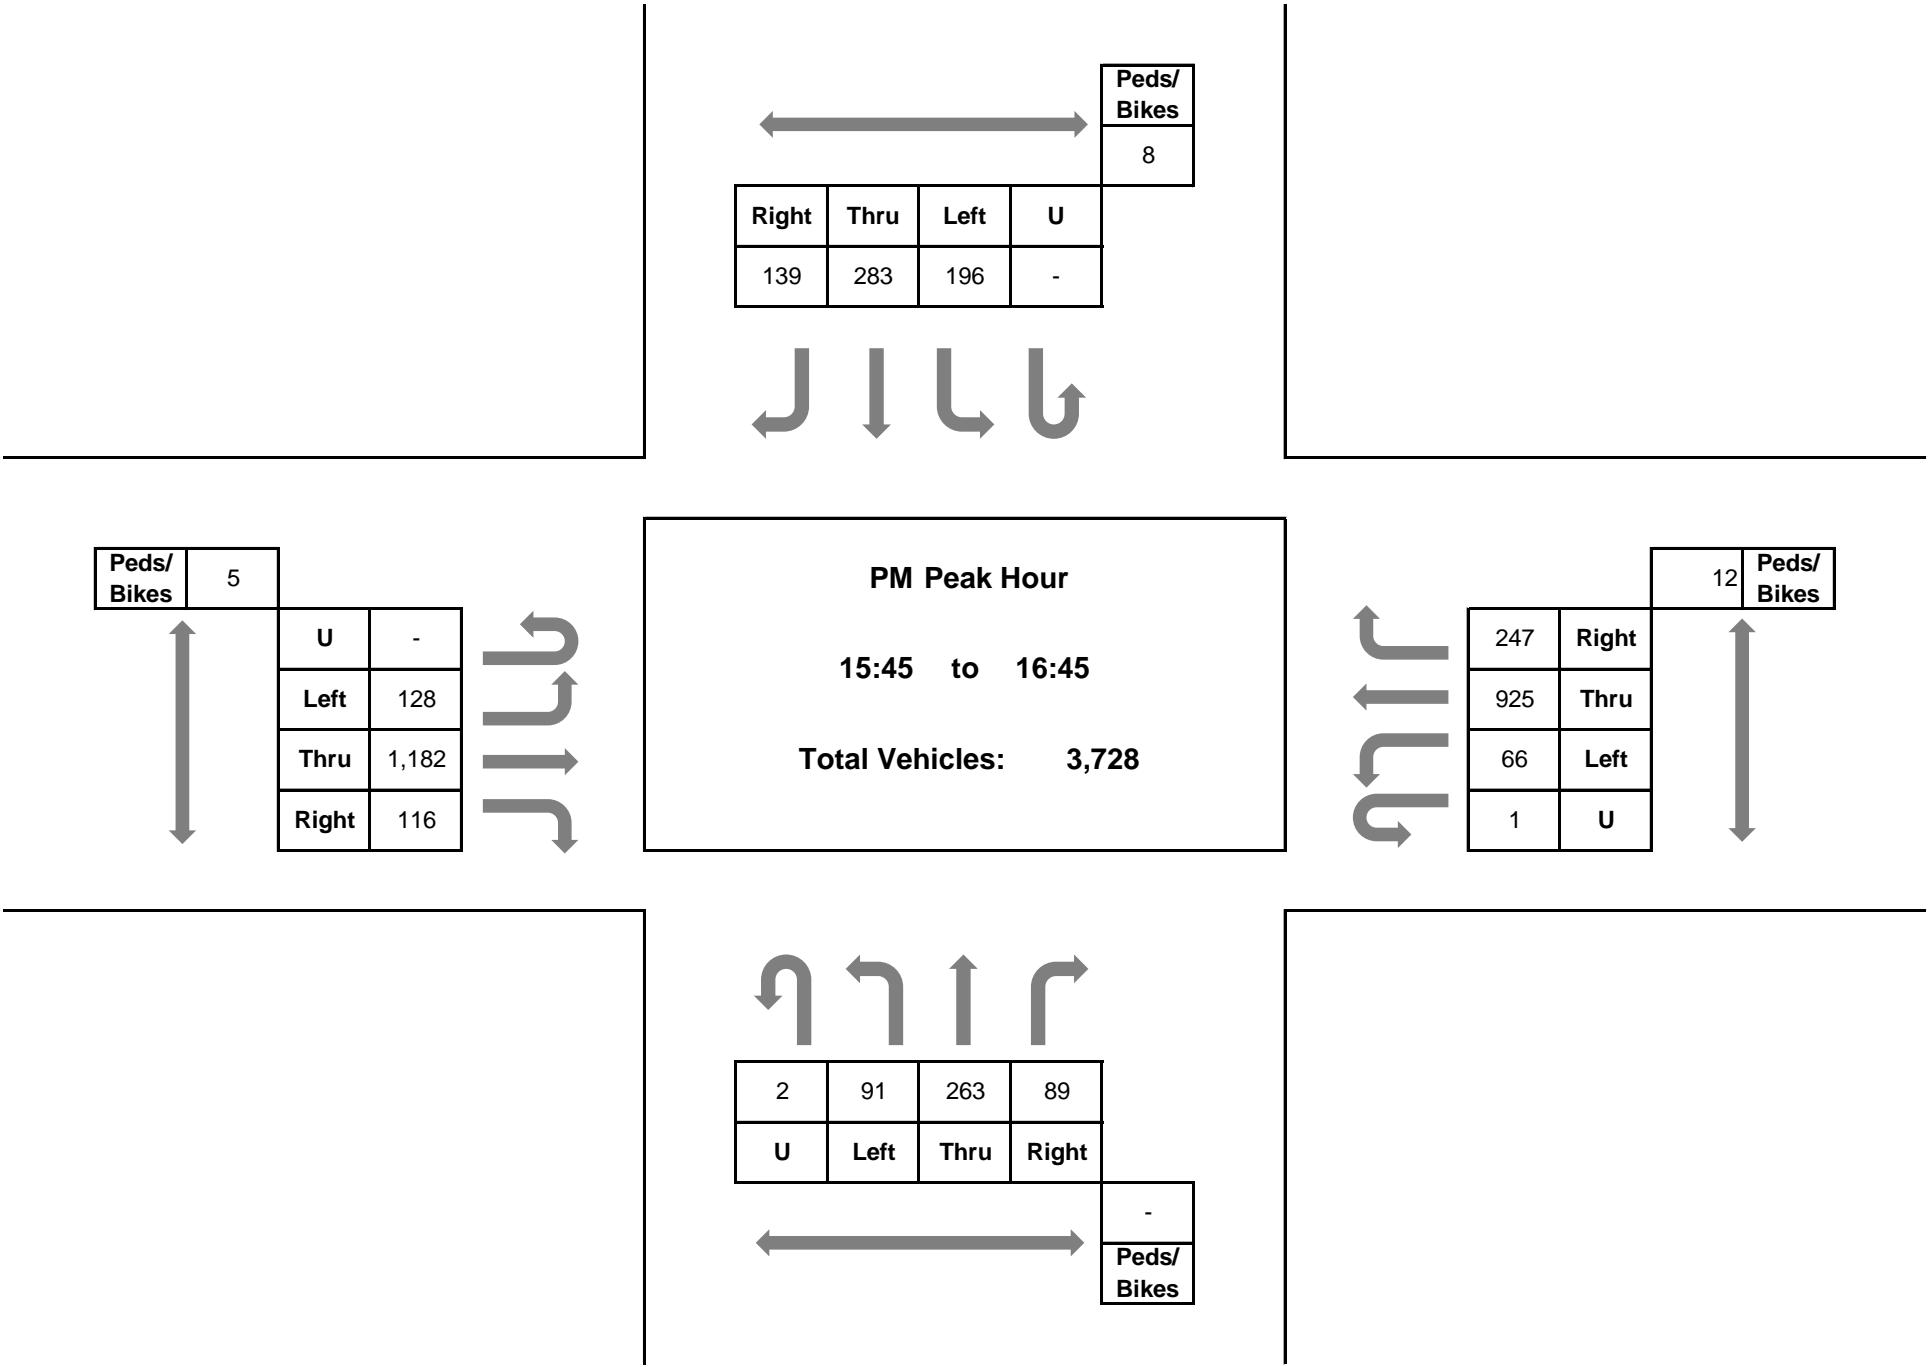 Peds/
Bikes
8
Right Thru Left U
139 283 196 -
Peds/
Bikes 5
U -
Left 128
Thru 1,182
Right 116
PM Peak Hour
15:45 to 16:45
Total Vehicles: 3,728
12 Peds/
Bikes
247 Right
925 Thru
66 Left
1 U
2 91 263 89
U Left Thru Right
-
Peds/
Bikes